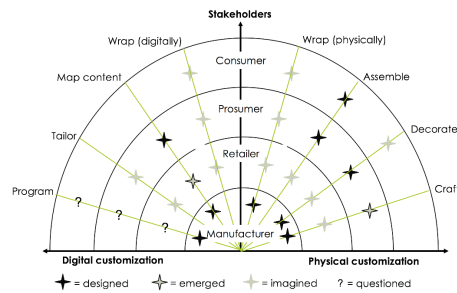 Stakeholders
Wrap (digitally)
Wrap (physically)
Consumer
Map content
Assemble
Prosumer
Tailor
Decorate
Retailer
Program
Craft
?
?
?
Manufacturer
Digital customization
Physical customization
= designed
= emerged
= imagined
? = questioned